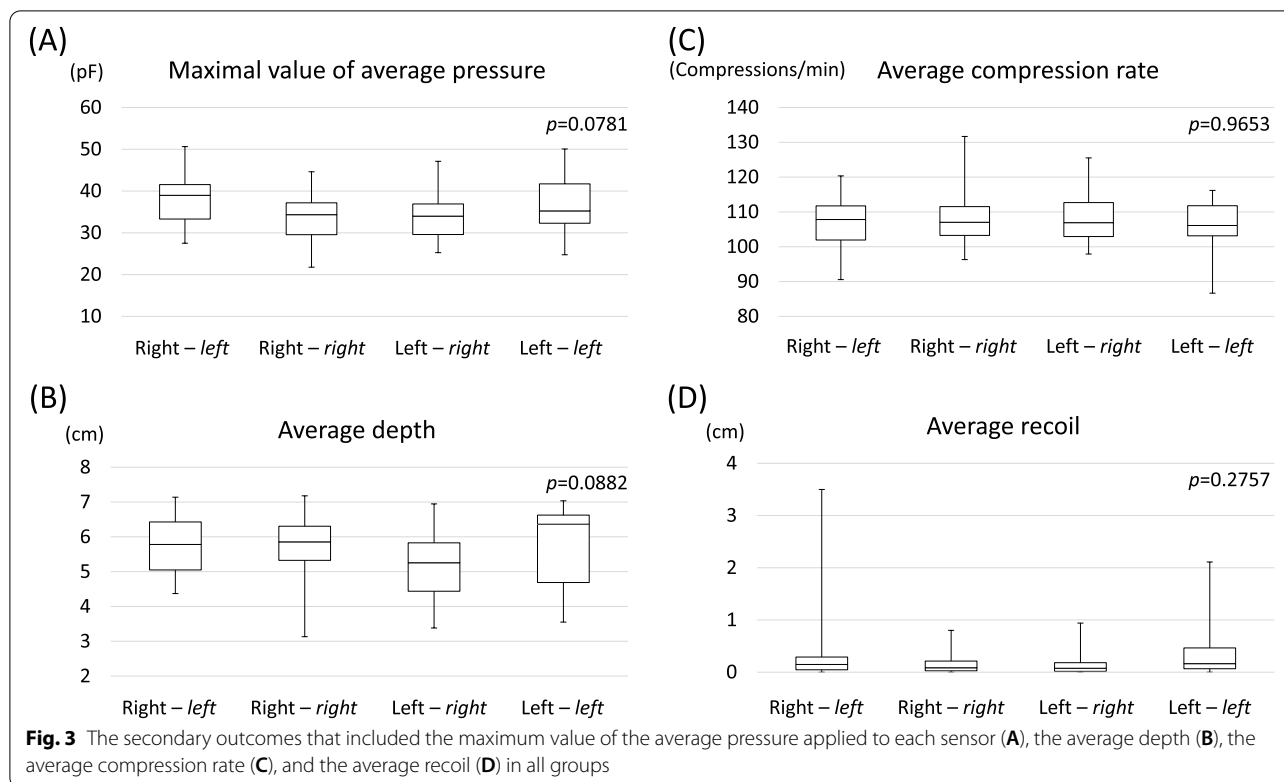 (A)
(pF)
Maximal value of average pressure
p=0.0781
60
50
40
30
20
10
Right – left
Right – right
Left – right
Left – left
(B)
(cm)
Average depth
p=0.0882
8
7
6
5
4
3
2
Right – left
Right – right
Left – right
Left – left
(C)
(Compressions/min)
Average compression rate
p=0.9653
140
130
120
110
100
90
80
Right – left
Right – right
Left – right
Left – left
(D)
(cm)
Average recoil
p=0.2757
4
3
2
1
0
Right – left
Right – right
Left – right
Left – left
Fig. 3 The secondary outcomes that included the maximum value of the average pressure applied to each sensor (A), the average depth (B), the
average compression rate (C), and the average recoil (D) in all groups